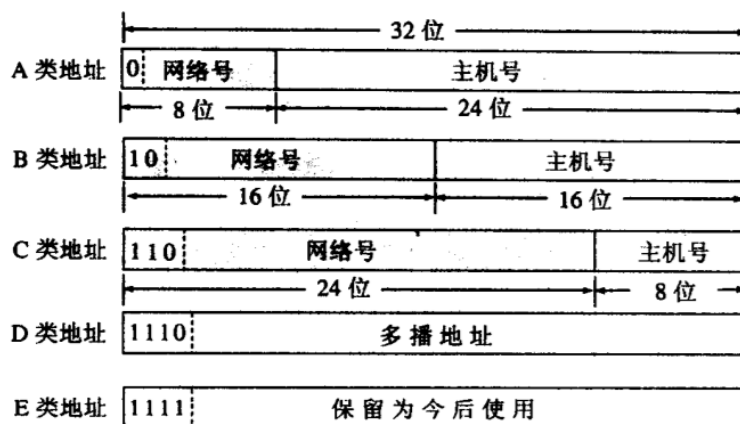 32 位
A 类地址 0 网络号 主机号
8 位 24 位
B 类地址 10 网络号 主机号
16 位 16 位
C 类地址 110 网络号 主机号
24 位 8 位
D 类地址 1110 多播地址
E 类地址 1111 保留为今后使用